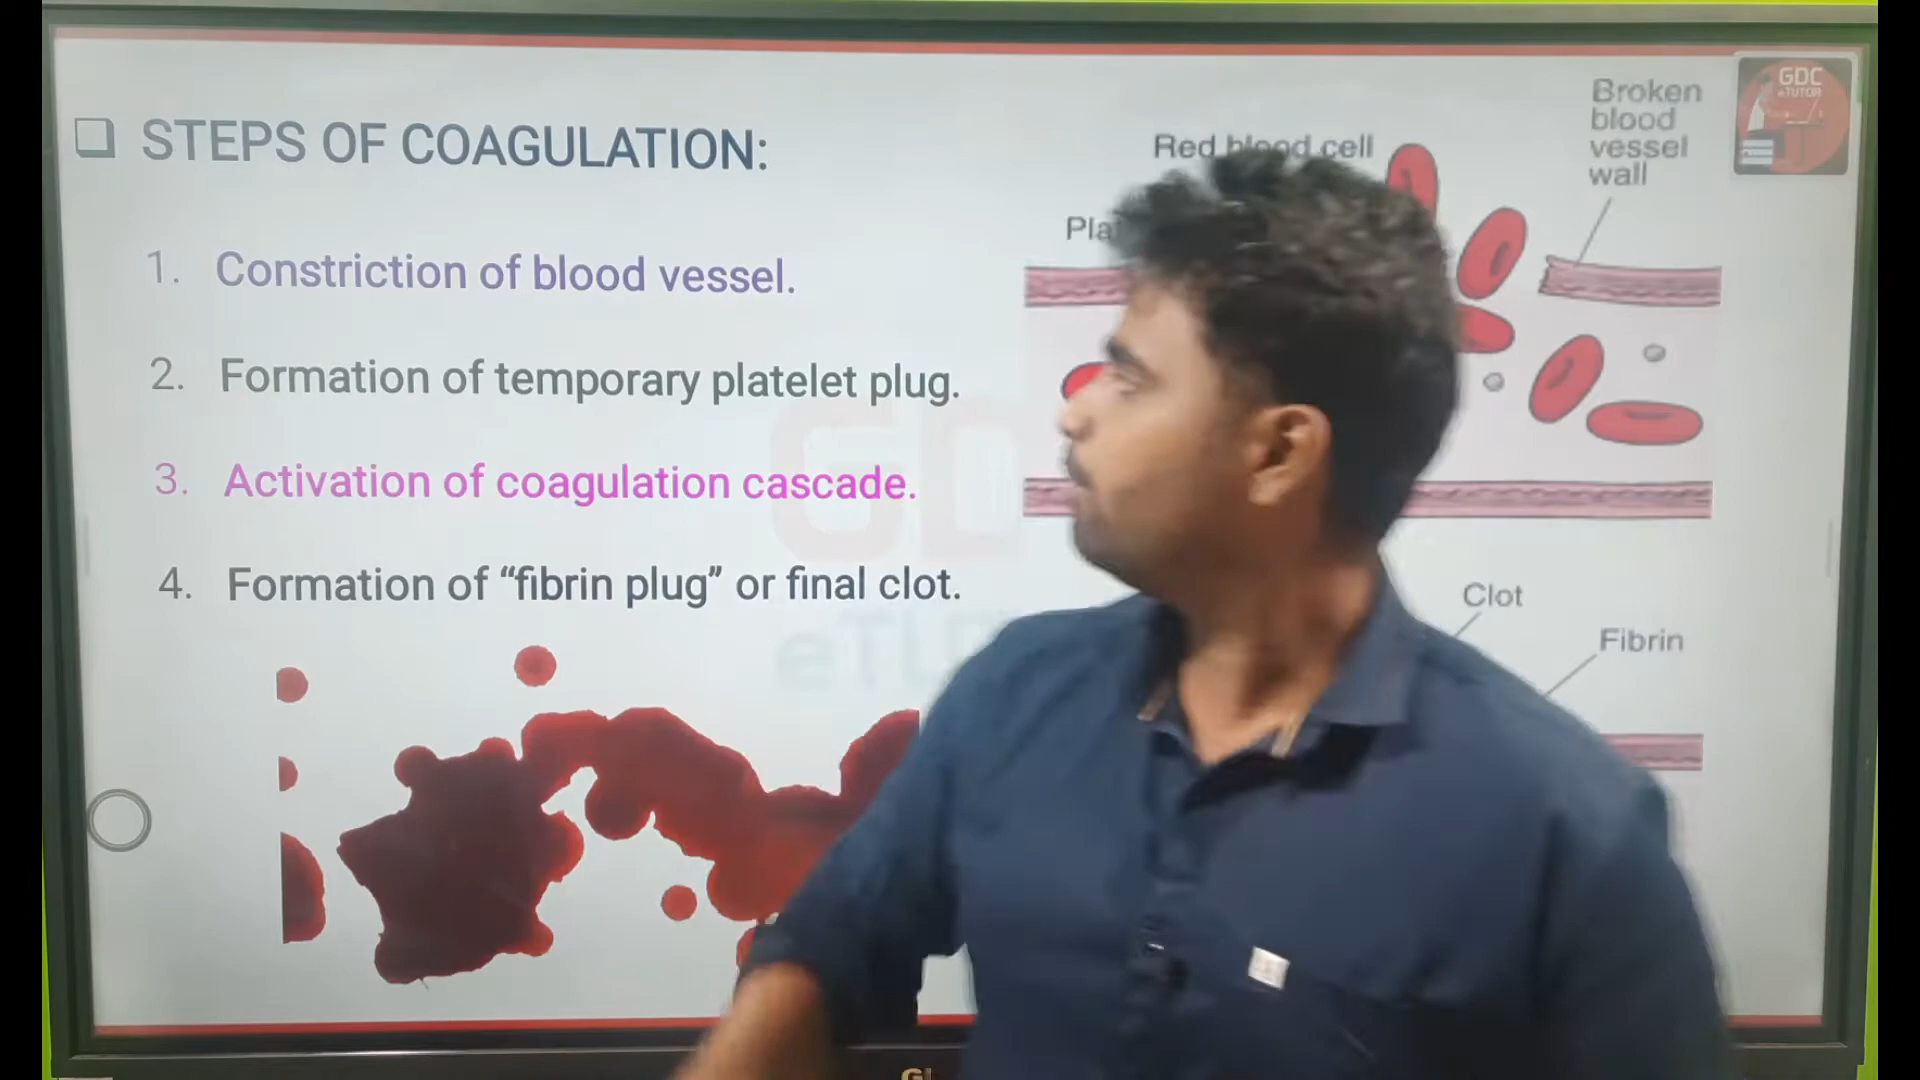 STEPS OF COAGULATION:
1. Constriction of blood vessel.
2. Formation of temporary platelet plug.
3. Activation of coagulation cascade.
4. Formation of “fibrin plug” or final clot.
Red blood cell
Broken
blood
vessel
wall
GDC
eTUTOR
Clot
Fibrin